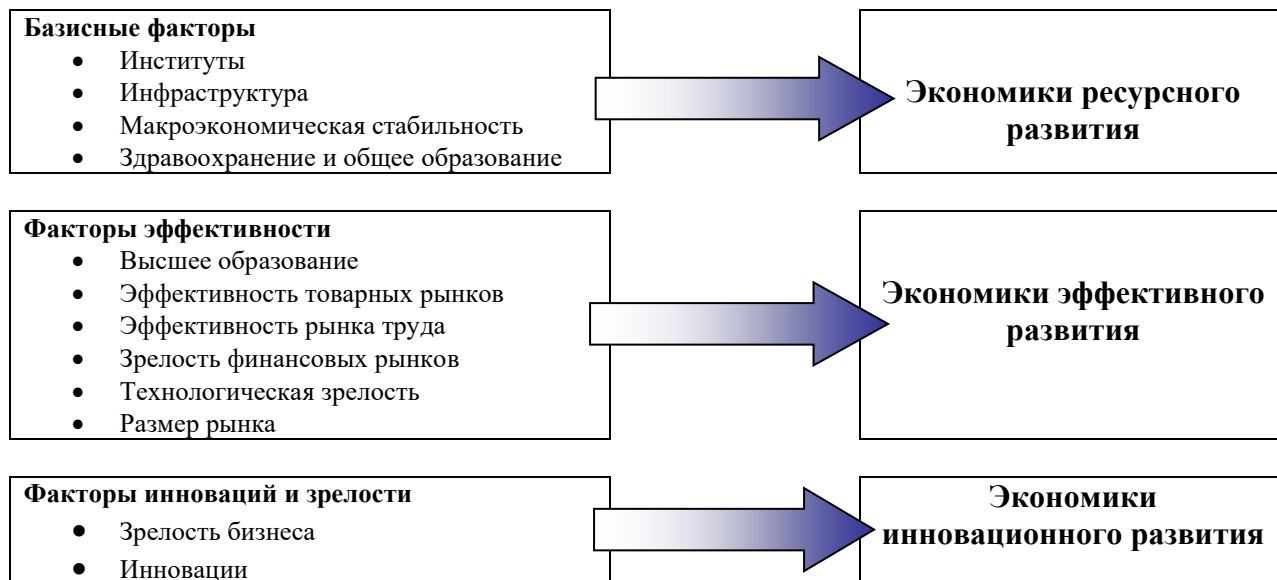 Базисные факторы
• Институты
• Инфраструктура
• Макроэкономическая стабильность
• Здравоохранение и общее образование
Экономики ресурсного
развития
Факторы эффективности
• Высшее образование
• Эффективность товарных рынков
• Эффективность рынка труда
• Зрелость финансовых рынков
• Технологическая зрелость
• Размер рынка
Экономики эффективного
развития
Факторы инноваций и зрелости
• Зрелость бизнеса
• Инновации
Экономики
инновационного развития